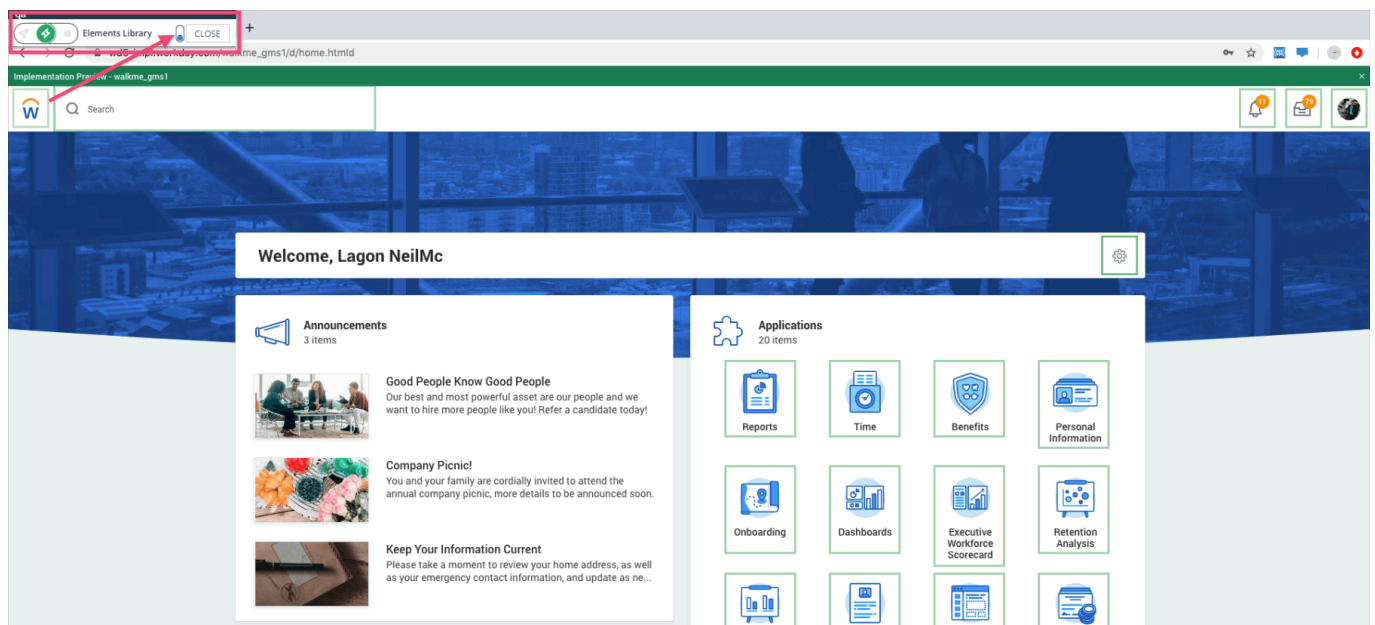 Elements Library
CLOSE
+
walkme_gms1/d/home.htmld
Implementation Preview - walkme_gms1
×
W
Search
11
79
Welcome, Lagon NeilMc
Announcements
3 items
Good People Know Good People
Our best and most powerful asset are our people and we
want to hire more people like you! Refer a candidate today!
Company Picnic!
You and your family are cordially invited to attend the
annual company picnic, more details to be announced soon.
Keep Your Information Current
Please take a moment to review your home address, as well
as your emergency contact information, and update as ne...
Applications
20 items
Reports
Time
Benefits
Personal
Information
Onboarding
Dashboards
Executive
Workforce
Scorecard
Retention
Analysis